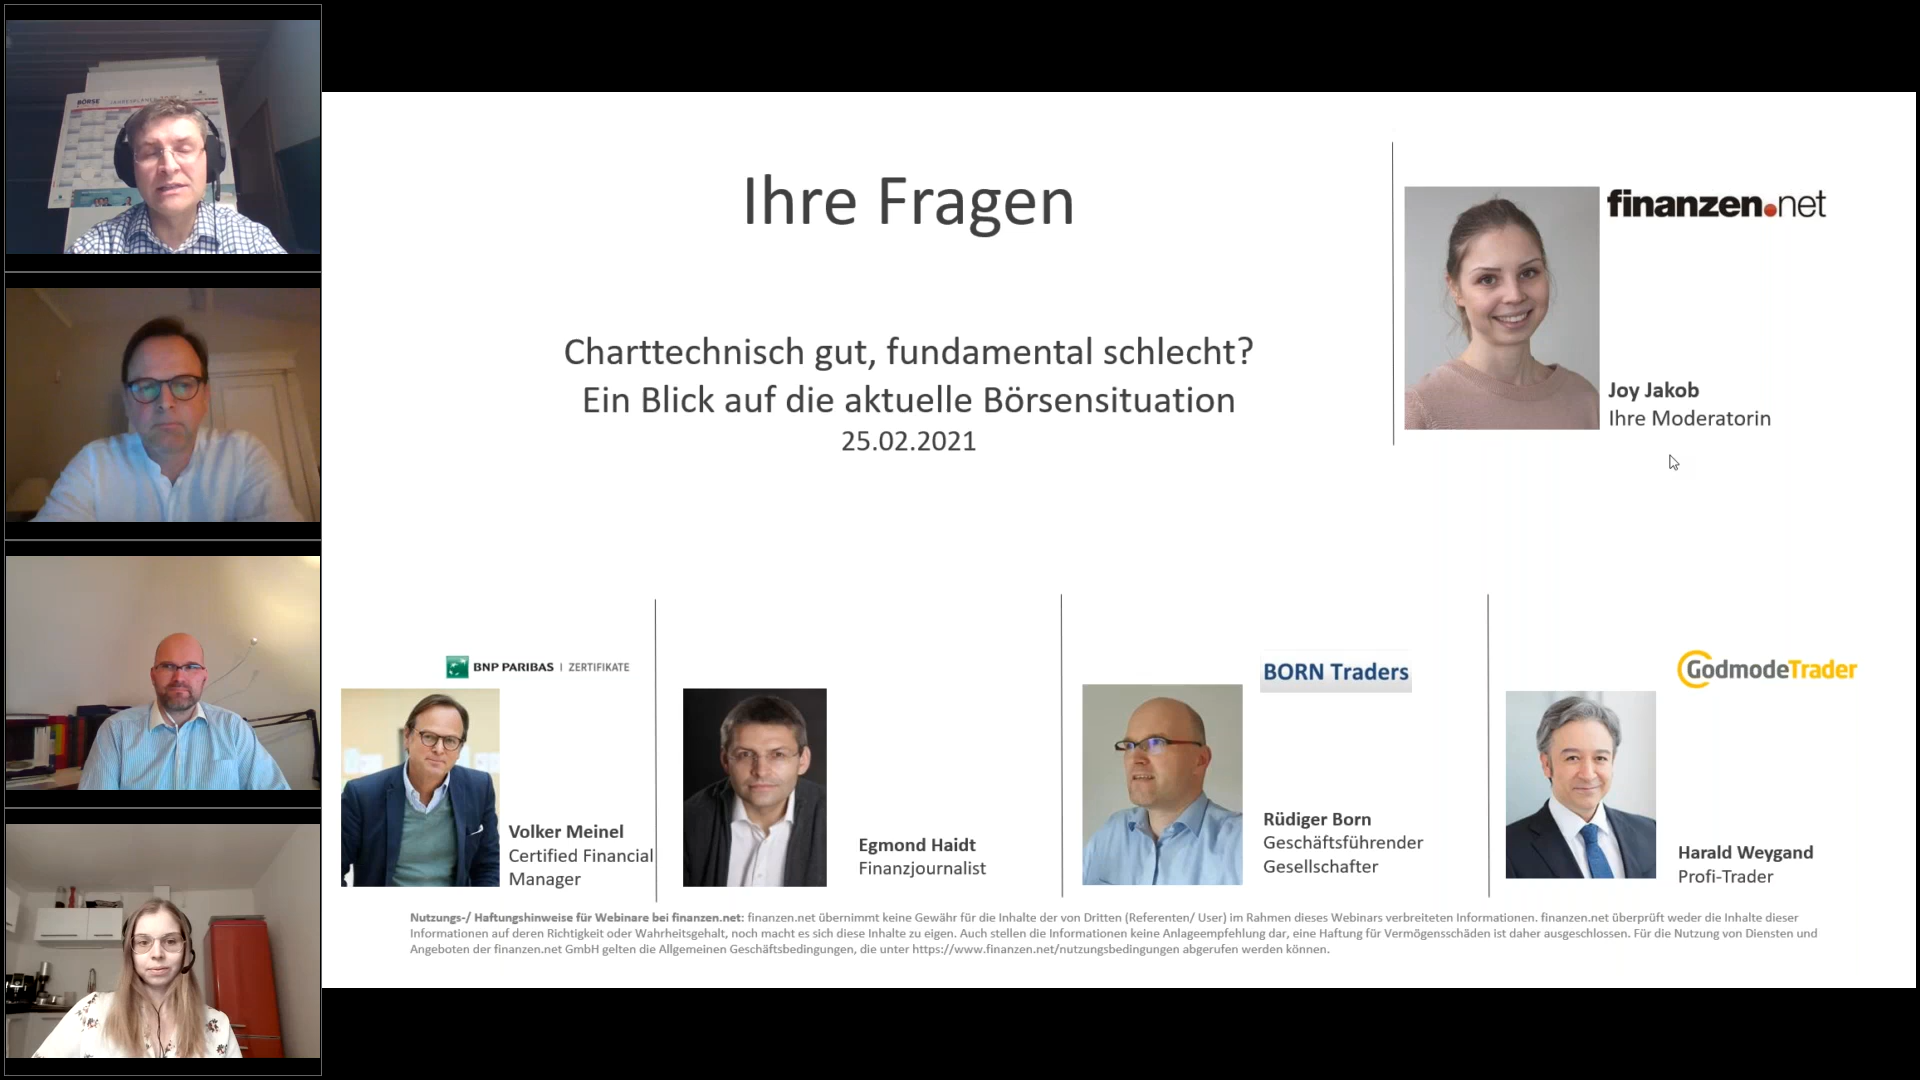 BÖRSE
Ihre Fragen
Charttechnisch gut, fundamental schlecht?
Ein Blick auf die aktuelle Börsensituation
25.02.2021
finanzen.net
Joy Jakob
Ihre Moderatorin
BNP PARIBAS | ZERTIFIKATE
Volker Meinel
Certified Financial
Manager
Egmond Haidt
Finanzjournalist
BORN Traders
Rüdiger Born
Geschäftsführender
Gesellschafter
GodmodeTrader
Harald Weygand
Profi-Trader
Nutzungs-/ Haftungshinweise für Webinare bei finanzen.net: finanzen.net übernimmt keine Gewähr für die Inhalte der von Dritten (Referenten/ User) im Rahmen dieses Webinars verbreiteten Informationen. finanzen.net überprüft weder die Inhalte dieser
Informationen auf deren Richtigkeit oder Wahrheitsgehalt, noch macht es sich diese Inhalte zu eigen. Auch stellen die Informationen keine Anlageempfehlung dar, eine Haftung für Vermögensschäden ist daher ausgeschlossen. Für die Nutzung von Diensten und
Angeboten der finanzen.net GmbH gelten die Allgemeinen Geschäftsbedingungen, die unter https://www.finanzen.net/nutzungsbedingungen abgerufen werden können.